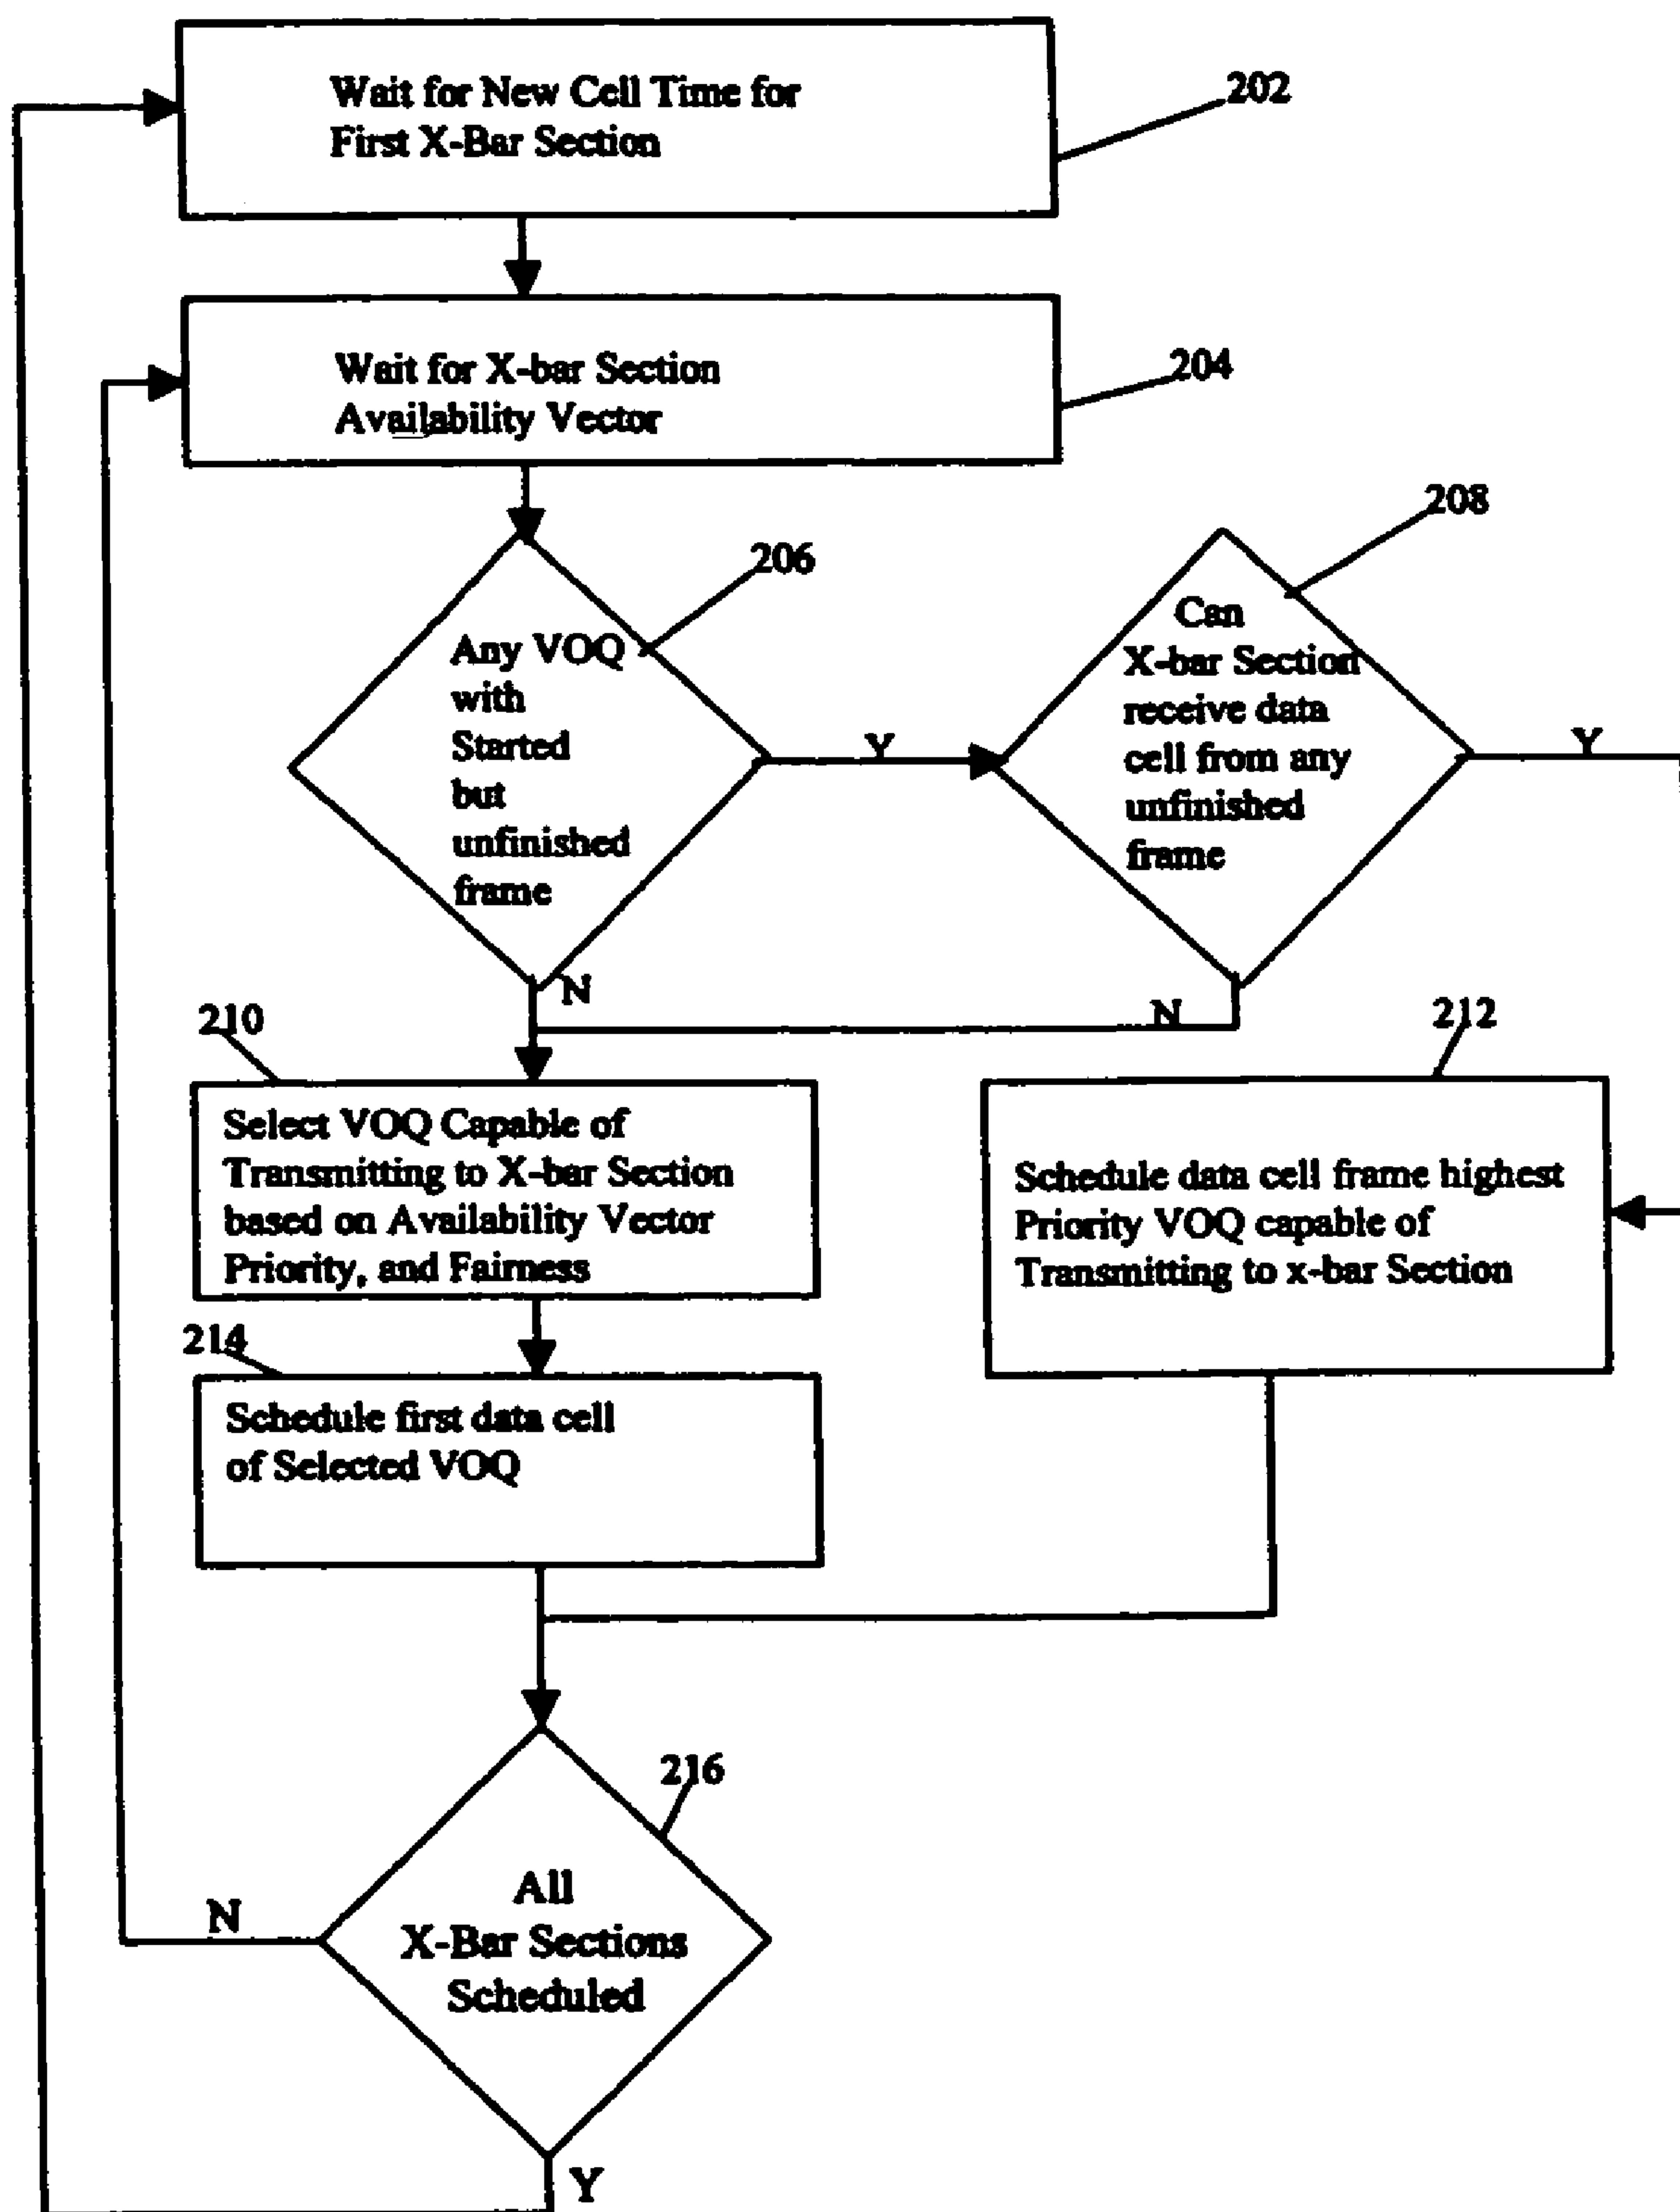 Wait for New Cell Time for
First X-Bar Section
202
Wait for X-bar Section
Availability Vector
204
206
Any VOQ
with
Started
but
unfinished
frame
Y
N
208
Can
X-bar Section
receive data
cell from any
unfinished
frame
Y
N
210
Select VOQ Capable of
Transmitting to X-bar Section
based on Availability Vector
Priority, and Fairness
212
Schedule data cell frame highest
Priority VOQ capable of
Transmitting to x-bar Section
214
Schedule first data cell
of Selected VOQ
216
All
X-Bar Sections
Scheduled
N
Y